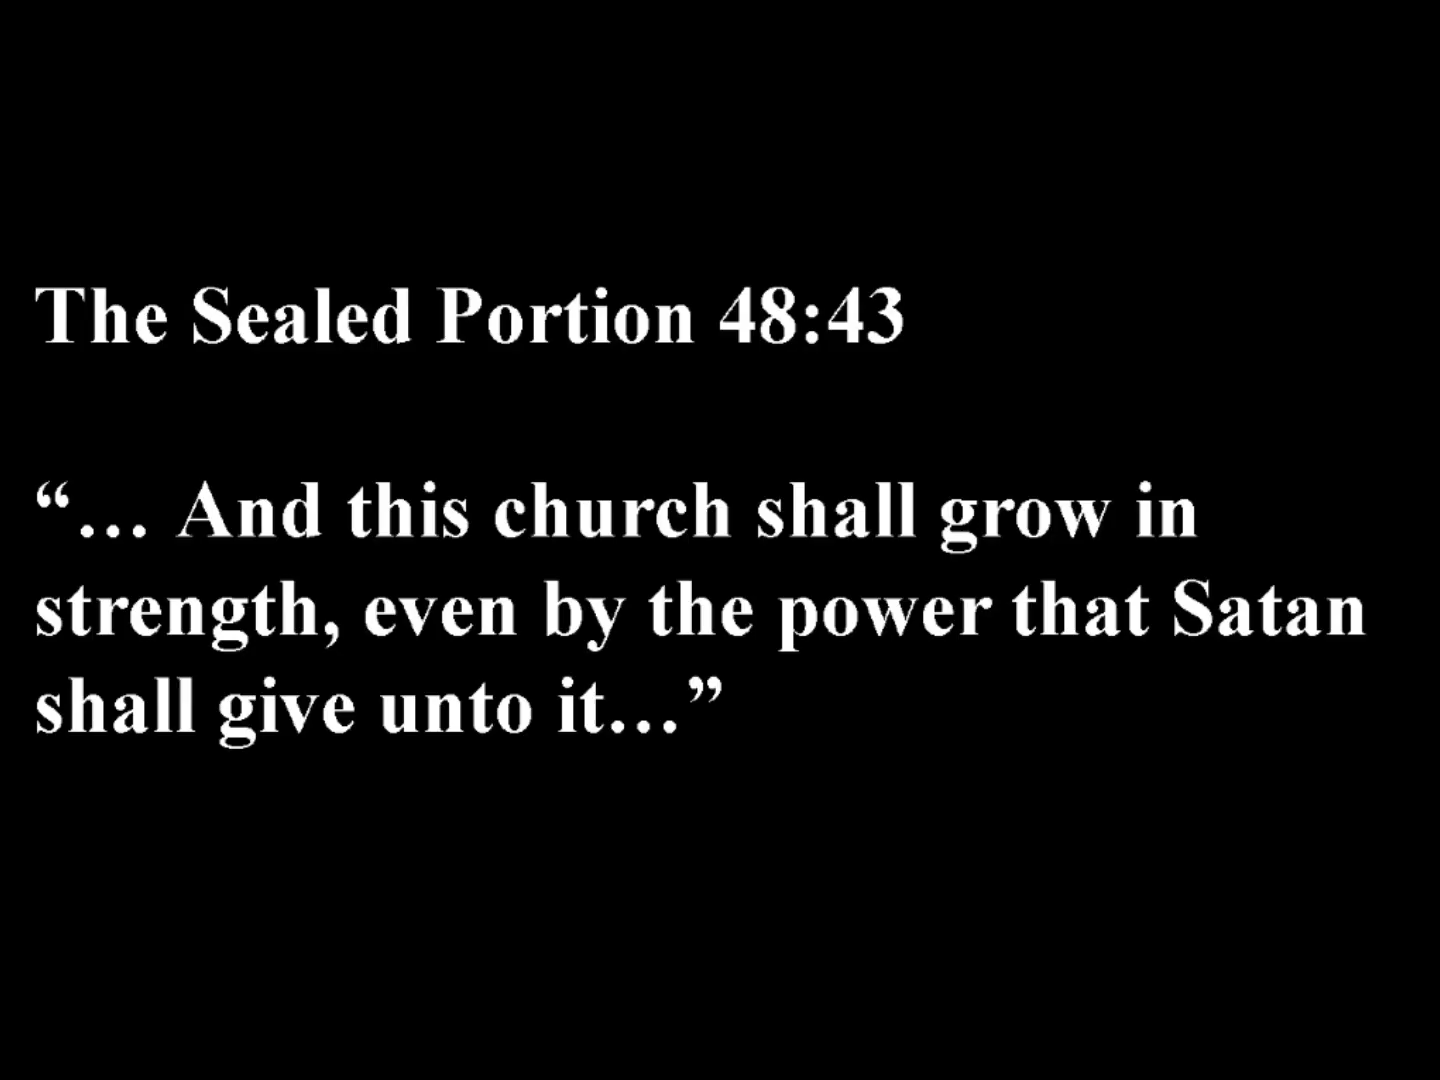 The Sealed Portion 48:43
“… And this church shall grow in
strength, even by the power that Satan
shall give unto it…”